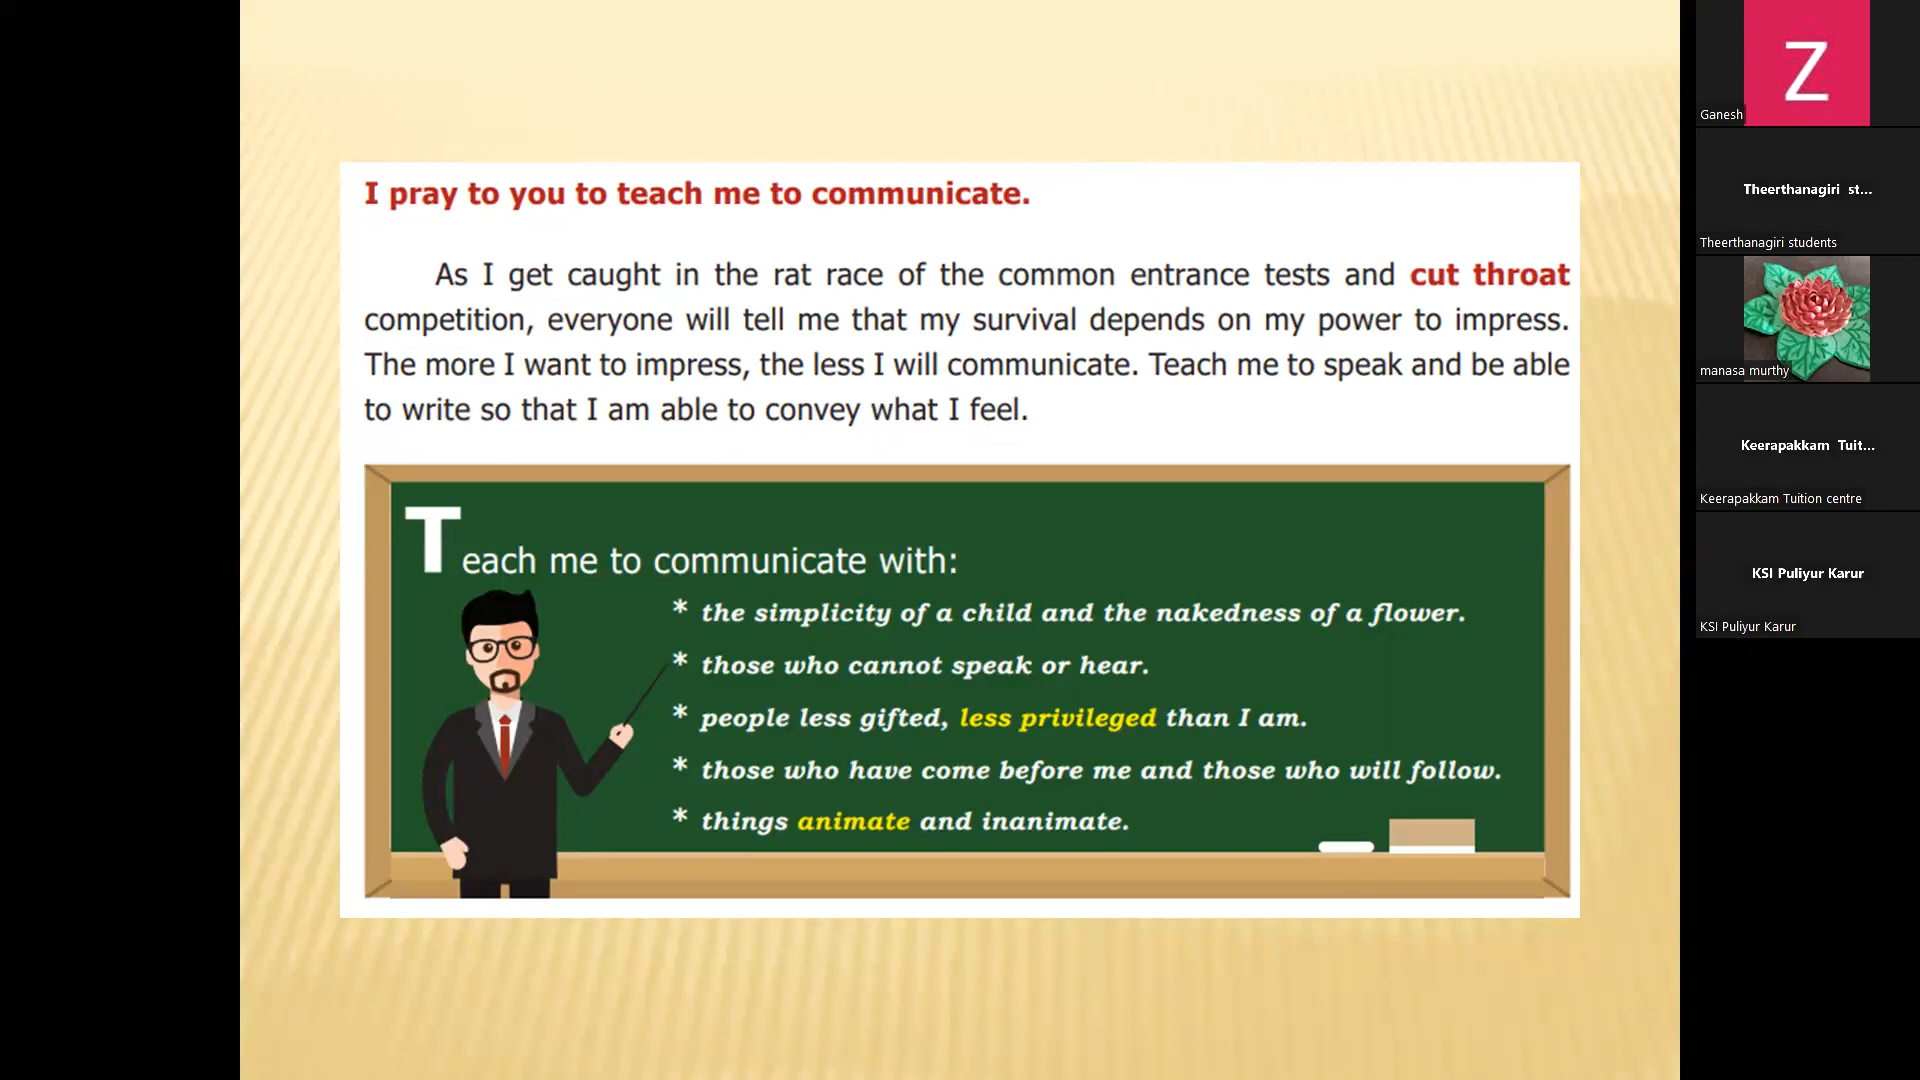 I pray to you to teach me to communicate.
As I get caught in the rat race of the common entrance tests and cut throat
competition, everyone will tell me that my survival depends on my power to impress.
The more I want to impress, the less I will communicate. Teach me to speak and be able
to write so that I am able to convey what I feel.
Teach me to communicate with:
* the simplicity of a child and the nakedness of a flower.
* those who cannot speak or hear.
* people less gifted, less privileged than I am.
* those who have come before me and those who will follow.
* things animate and inanimate.
Z
Ganesh
Theerthanagiri st...
Theerthanagiri students
manasa murthy
Keerapakkam Tuit...
Keerapakkam Tuition centre
KSI Puliyur Karur
KSI Puliyur Karur